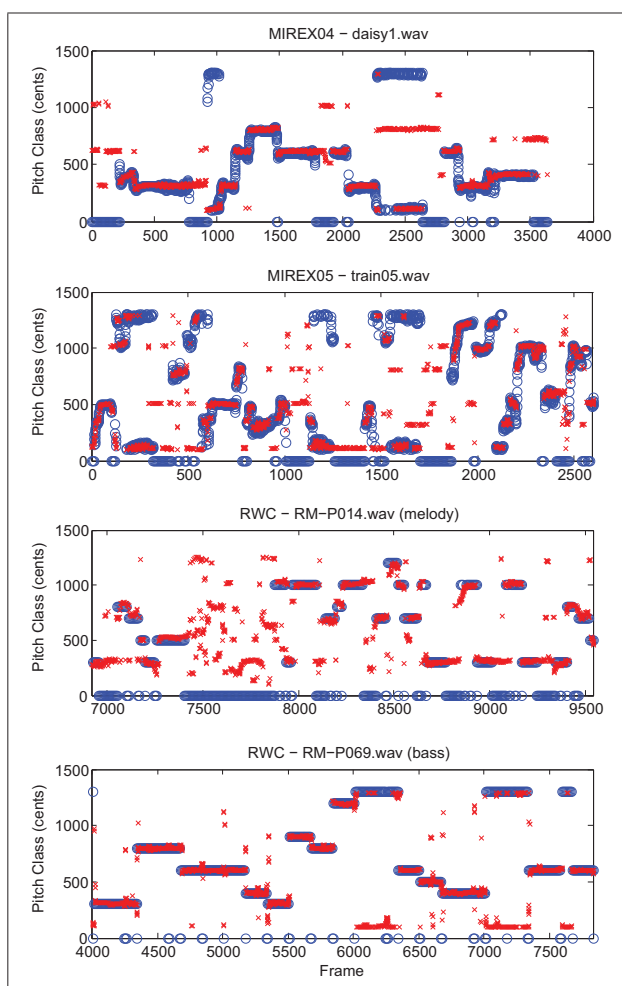 MIREX04 – daisy1.wav
1500
1000
500
0
Pitch Class (cents)
0 500 1000 1500 2000 2500 3000 3500 4000
MIREX05 – train05.wav
1500
1000
500
0
Pitch Class (cents)
500 1000 1500 2000 2500
RWC – RM–P014.wav (melody)
1500
1000
500
0
Pitch Class (cents)
7000 7500 8000 8500 9000 9500
RWC – RM–P069.wav (bass)
1500
1000
500
0
Pitch Class (cents)
4000 4500 5000 5500 6000 6500 7000 7500
Frame